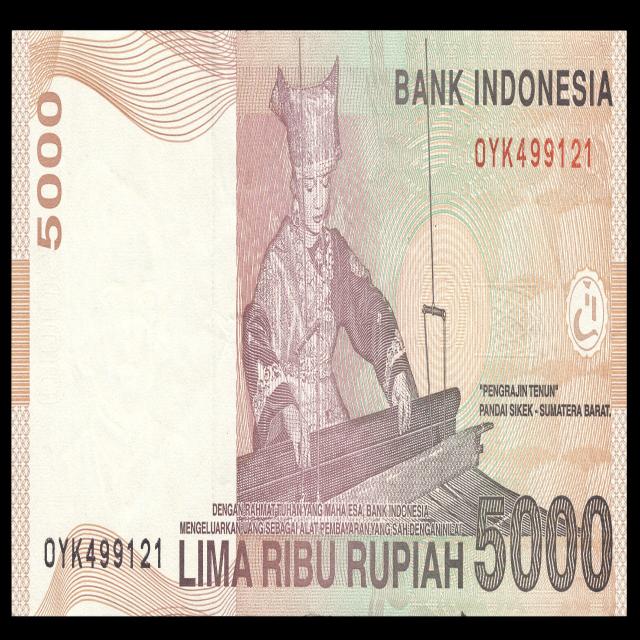 5000
BANK INDONESIA
OYK499121
"PENGRAJIN TENUN"
PANDAI SIKEK - SUMATERA BARAT.
DENGAN RAHMAT TUHAN YANG MAHA ESA, BANK INDONESIA
MENGELUARKAN UANG SEBAGAI ALAT PEMBAYARAN YANG SAH DENGAN NILAI
OYK499121
LIMA RIBU RUPIAH 5000